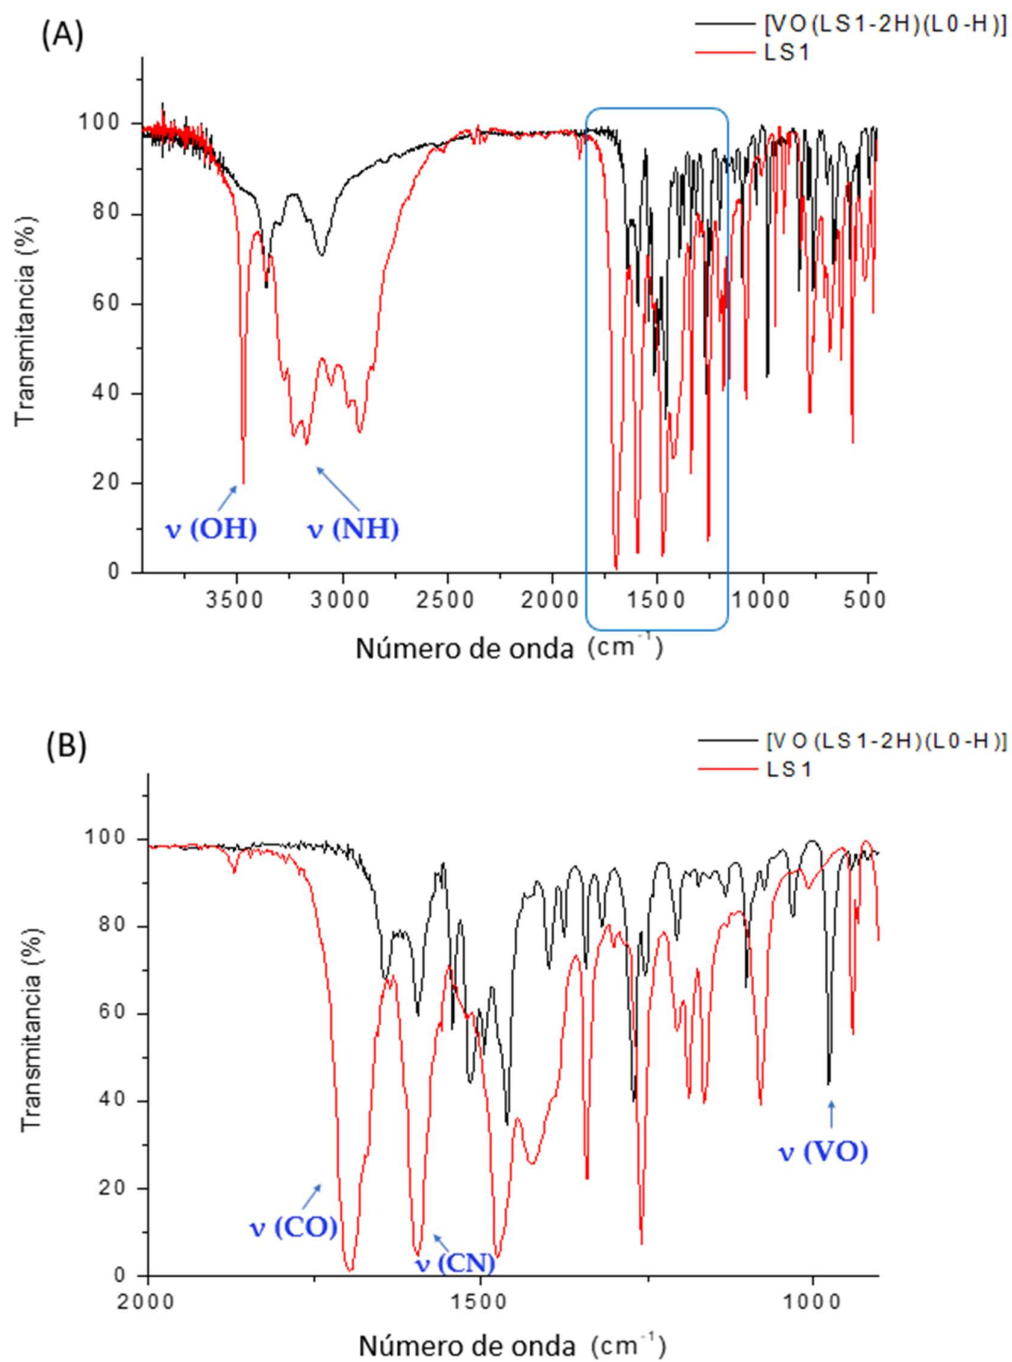 (A)
[VO(LS1-2H)(L0-H)]
LS1
100
80
60
40
20
0
Transmitancia (%)
ν (OH)
ν (NH)
3500 3000 2500 2000 1500 1000 500
Número de onda (cm⁻¹)
(B)
[VO(LS1-2H)(L0-H)]
LS1
100
80
60
40
20
0
Transmitancia (%)
ν (VO)
ν (CO)
ν (CN)
2000 1500 1000
Número de onda (cm⁻¹)